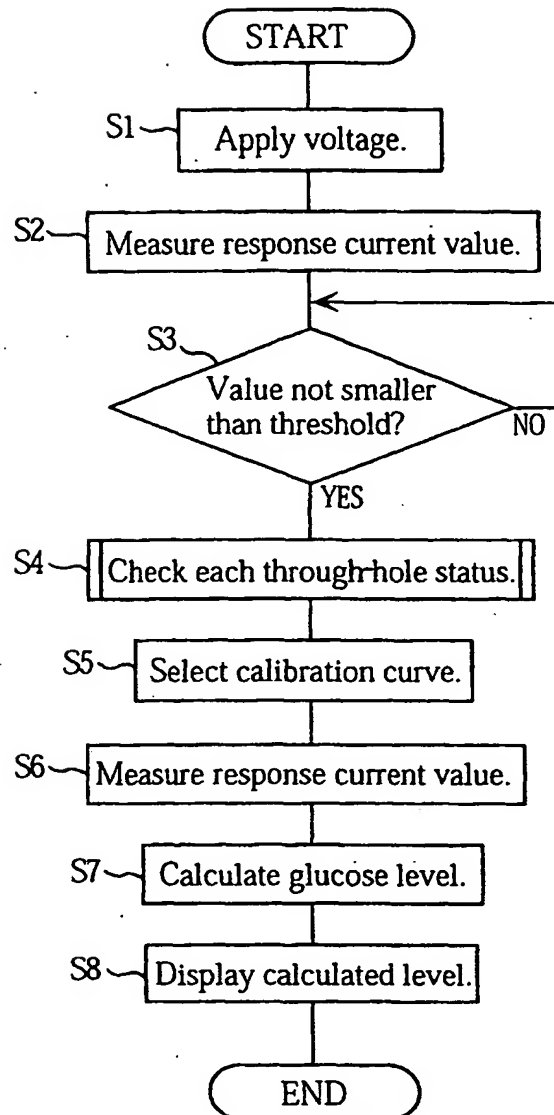 START
S1
Apply voltage.
S2
Measure response current value.
S3
Value not smaller
than threshold?
NO
YES
S4
Check each through-hole status.
S5
Select calibration curve.
S6
Measure response current value.
S7
Calculate glucose level.
S8
Display calculated level.
END